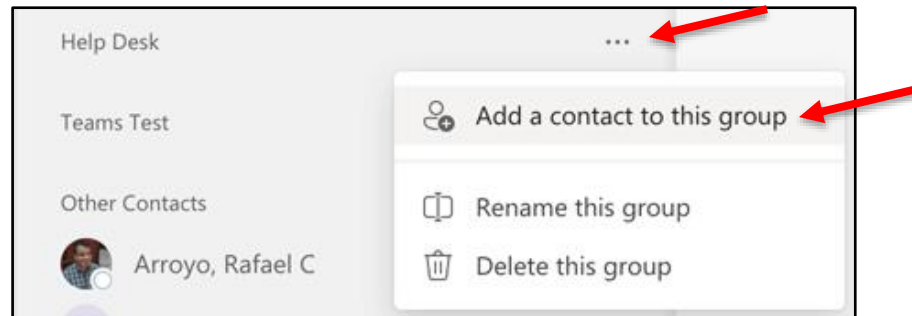 Help Desk ...
Add a contact to this group
Teams Test
Other Contacts
Rename this group
Arroyo, Rafael C
Delete this group